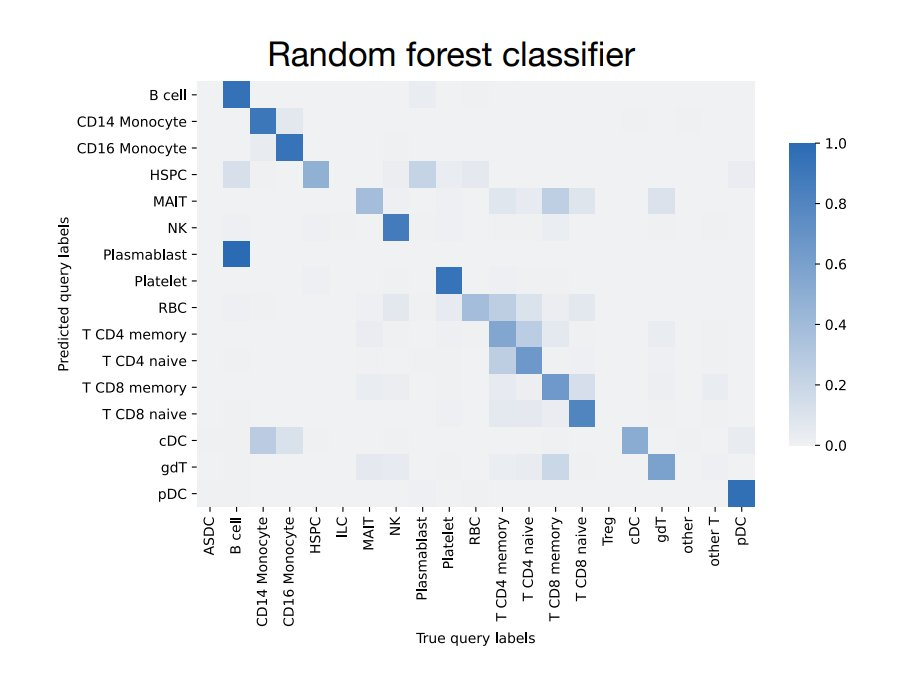 Random forest classifier
B cell
CD14 Monocyte
CD16 Monocyte
HSPC
MAIT
NK
Plasmablast
Platelet
RBC
T CD4 memory
T CD4 naive
T CD8 memory
T CD8 naive
cDC
gdT
pDC
Predicted query labels
ASDC
B cell
CD14 Monocyte
CD16 Monocyte
HSPC
ILC
MAIT
NK
Plasmablast
Platelet
RBC
T CD4 memory
T CD4 naive
T CD8 memory
T CD8 naive
Treg
cDC
gdT
other
other T
pDC
True query labels
1.0
0.8
0.6
0.4
0.2
0.0